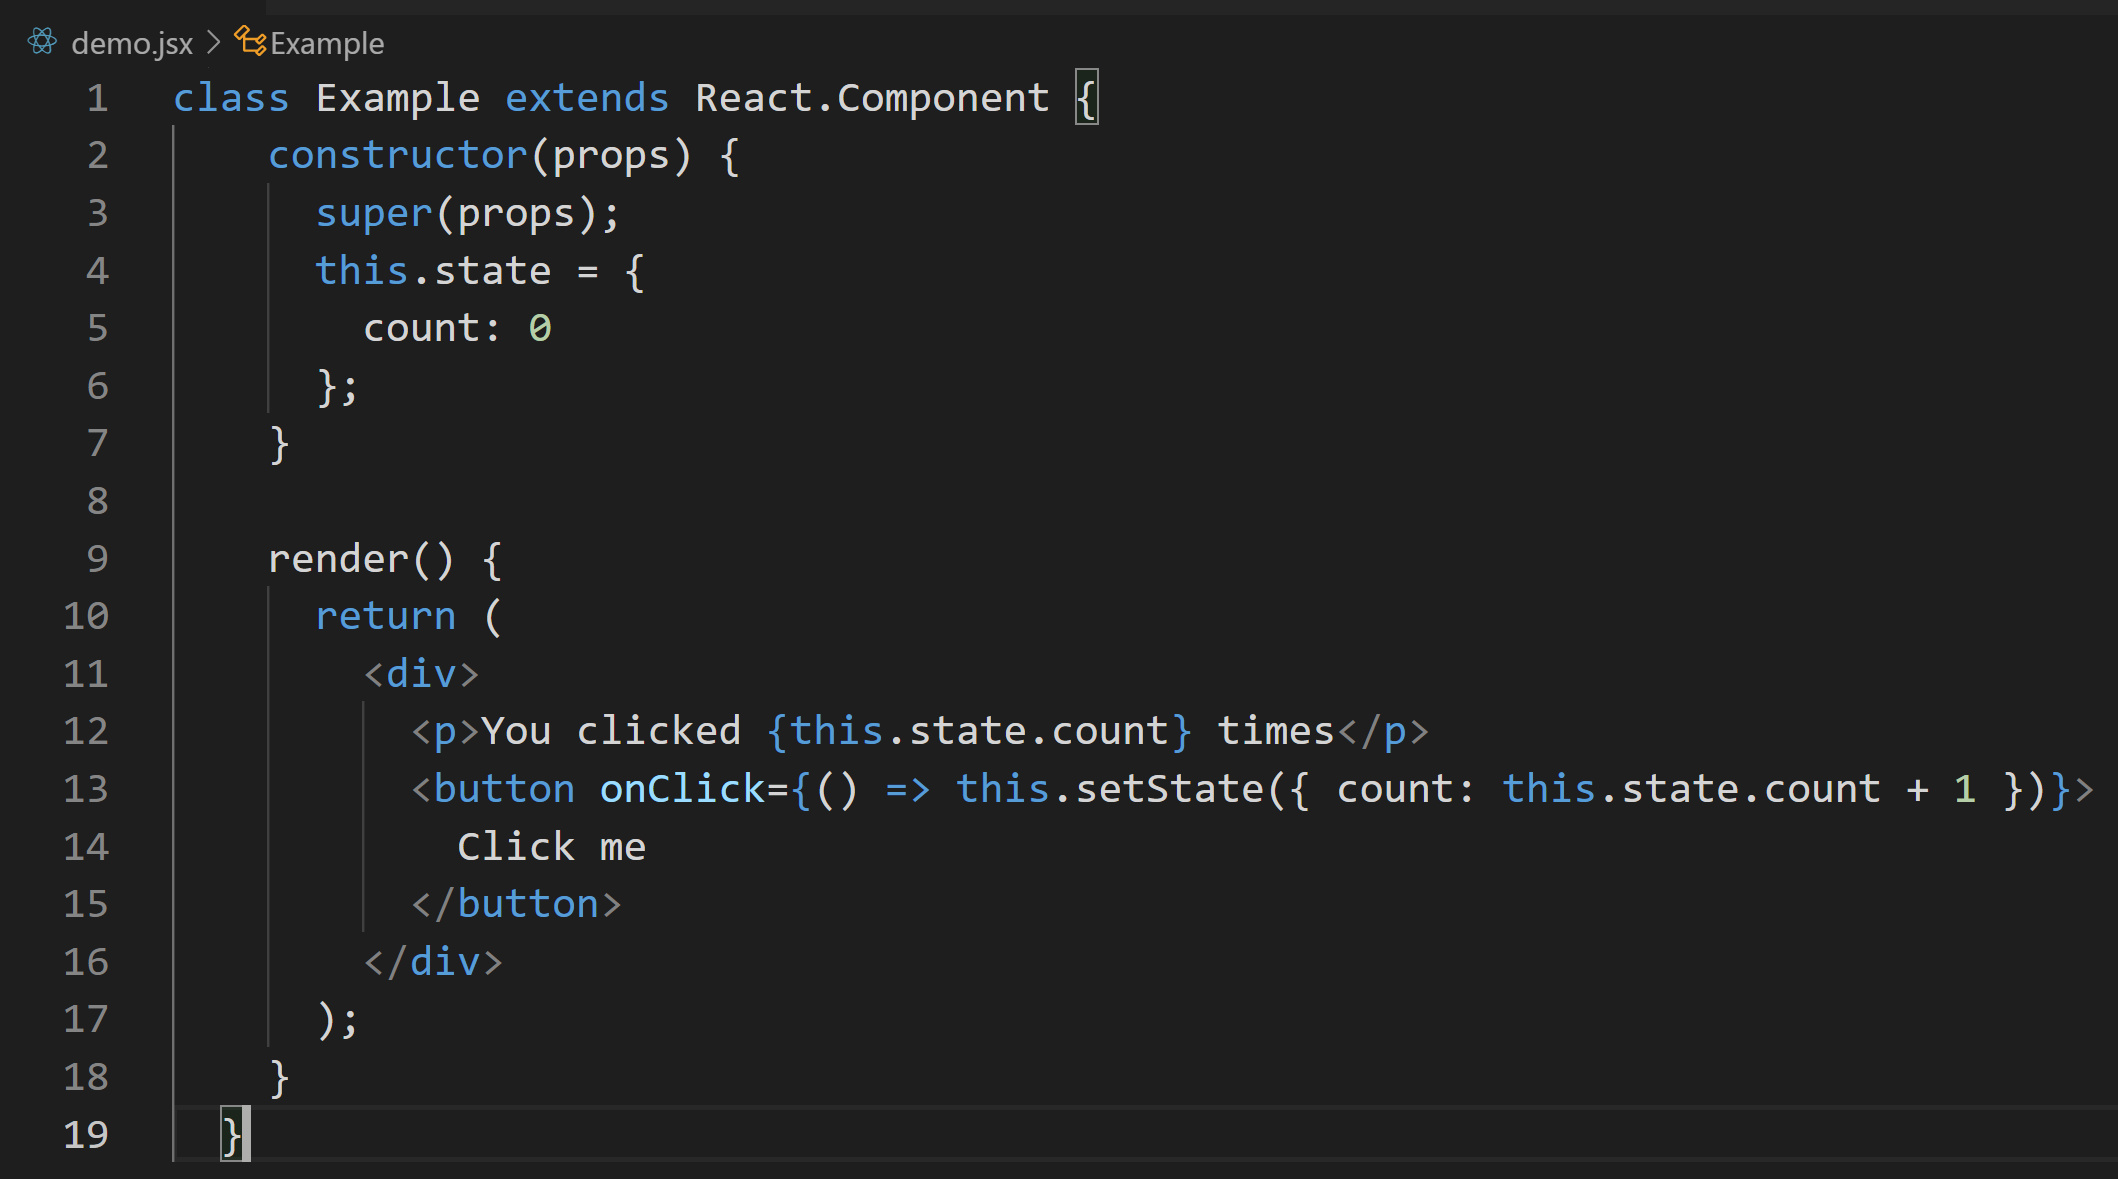 demo.jsx > Example
1 class Example extends React.Component {
2     constructor(props) {
3       super(props);
4       this.state = {
5         count: 0
6       };
7     }
8
9     render() {
10       return (
11         <div>
12           <p>You clicked {this.state.count} times</p>
13           <button onClick={() => this.setState({ count: this.state.count + 1 })}>
14             Click me
15           </button>
16         </div>
17       );
18     }
19   }